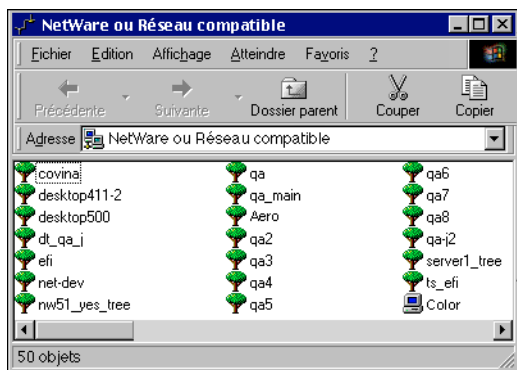 NetWare ou Réseau compatible
Fichier Edition Affichage Atteindre Favoris ?
Précédente Suivante Dossier parent Couper Copier
Adresse NetWare ou Réseau compatible
covina qa qa6
desktop411-2 qa_main qa7
desktop500 Aero qa8
dt_qa_j qa2 qa-j2
efi qa3 server1_tree
net-dev qa4 ts_efi
nw51_yes_tree qa5 Color
50 objets